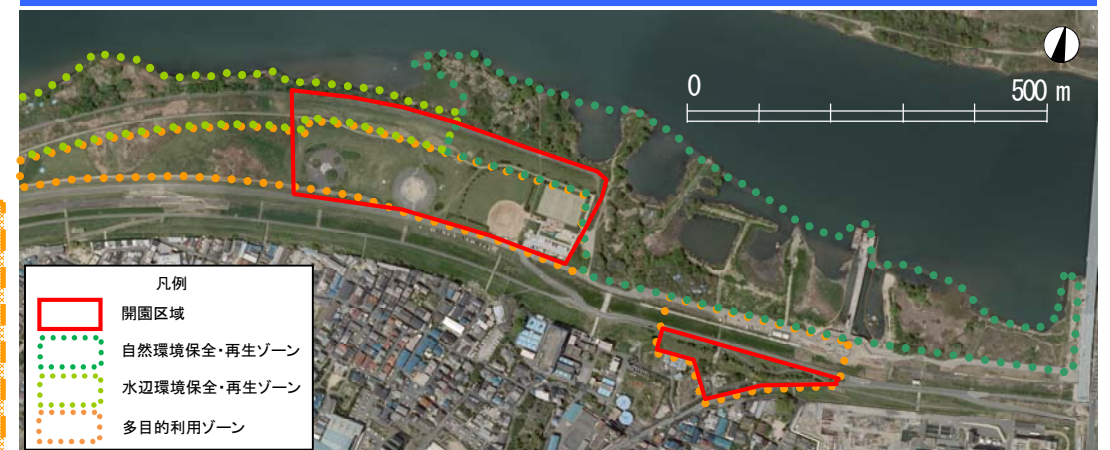 0 500 m
凡例
開園区域
自然環境保全・再生ゾーン
水辺環境保全・再生ゾーン
多目的利用ゾーン